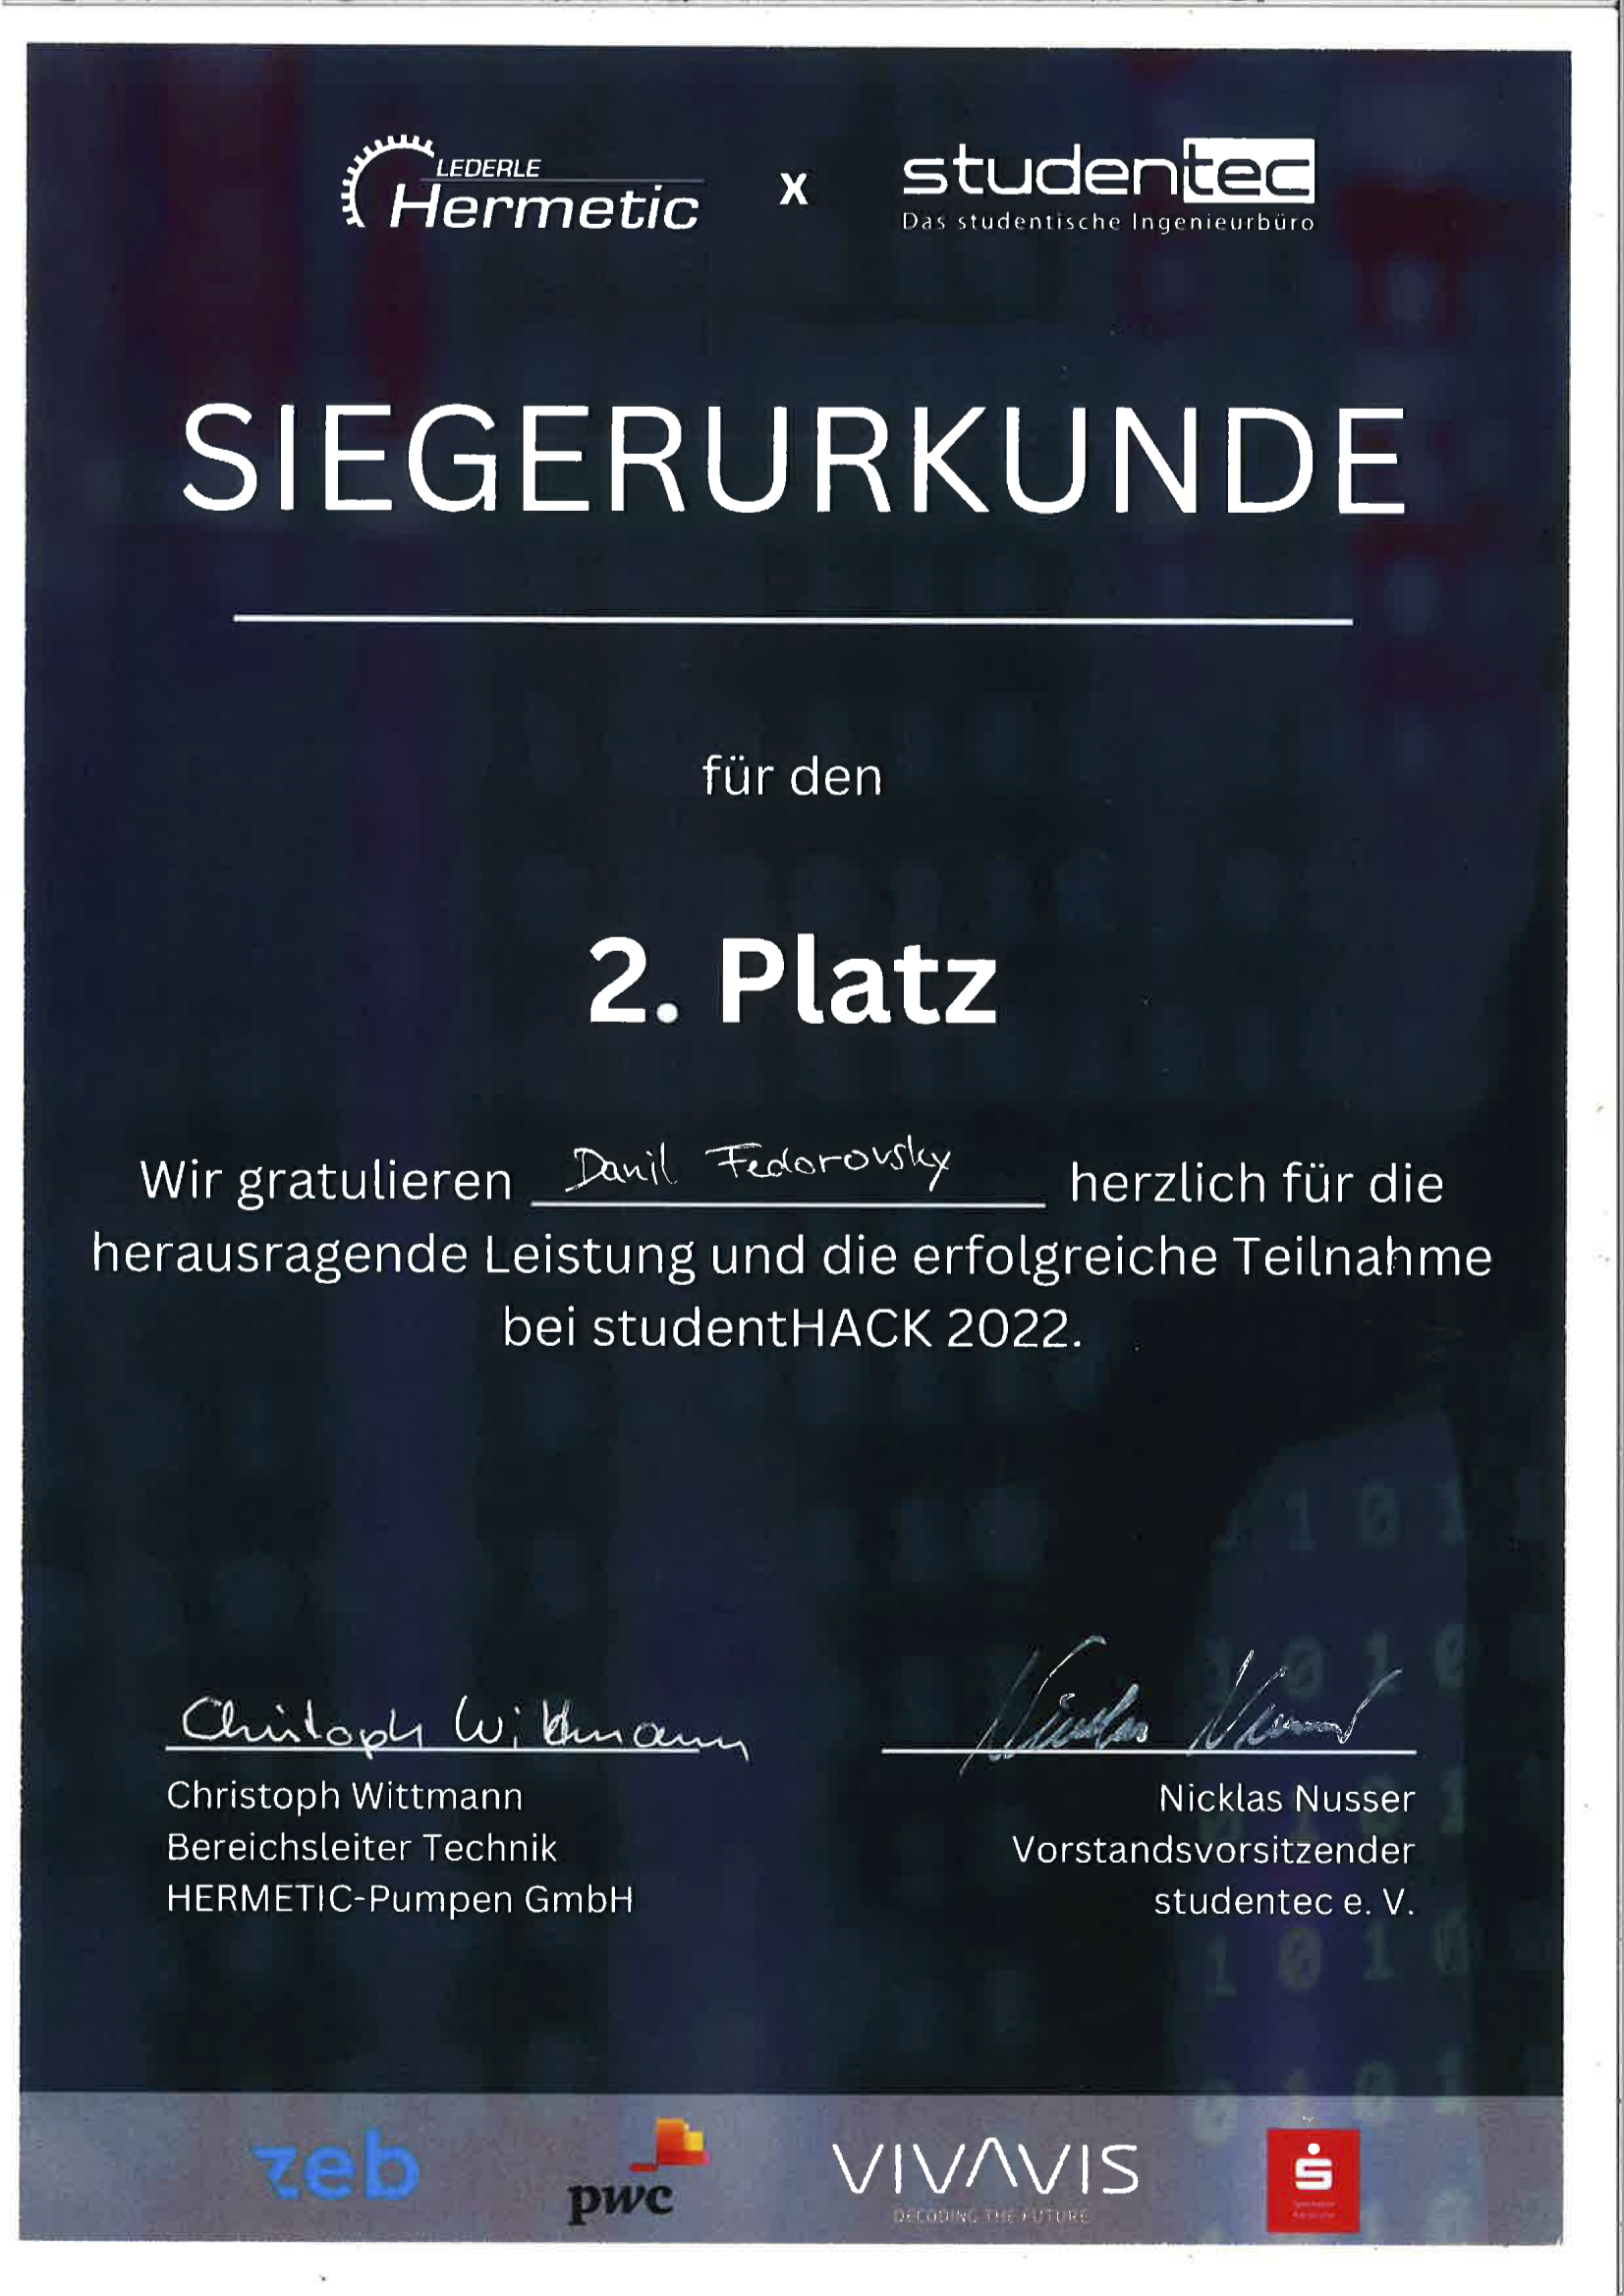 LEDERLE
Hermetic
x
studentec
Das studentische Ingenieurbüro
SIEGERURKUNDE
für den
2. Platz
Wir gratulieren Danil Fedorovsky herzlich für die
herausragende Leistung und die erfolgreiche Teilnahme
bei studentHACK 2022.
Christoph Wittmann
Nicklas Nusser
Christoph Wittmann
Bereichsleiter Technik
HERMETIC-Pumpen GmbH
Nicklas Nusser
Vorstandsvorsitzender
studentec e. V.
zeb
pwc
VIVAVIS
DECODING THE FUTURE